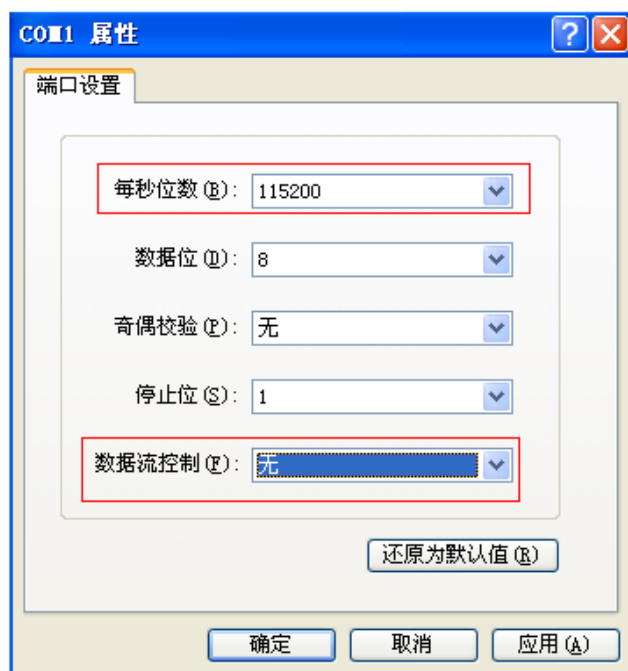 COM1 属性
端口设置
每秒位数(B): 115200
数据位(D): 8
奇偶校验(P): 无
停止位(S): 1
数据流控制(F): 无
还原为默认值(R)
确定 取消 应用(A)